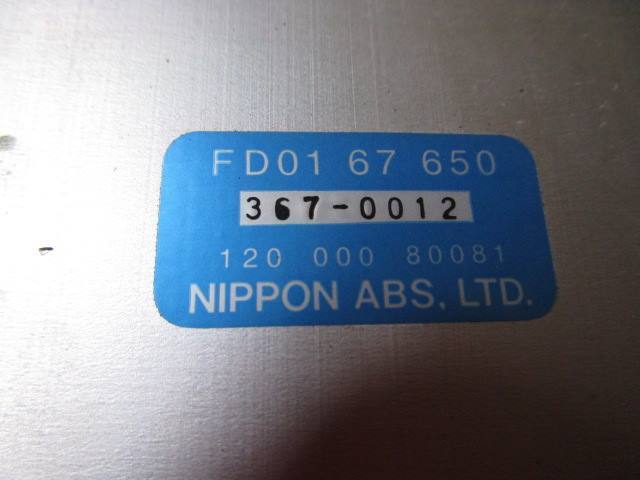 FD01 67 650
367-0012
120 000 80081
NIPPON ABS, LTD.